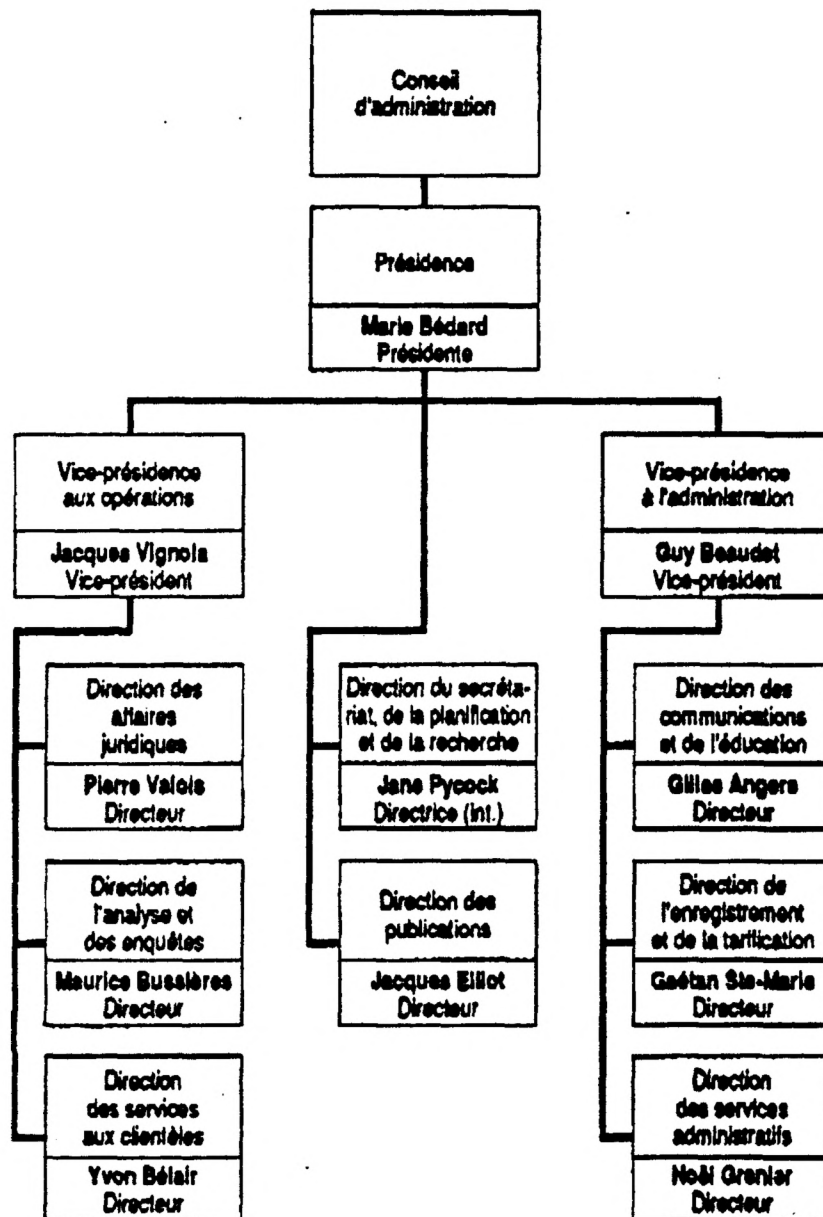 Conseil
d'administration
Présidence
Marie Bédard
Présidente
Vice-présidence
aux opérations
Jacques Vignola
Vice-président
Vice-présidence
à l'administration
Guy Beaudet
Vice-président
Direction des
affaires
juridiques
Pierre Valois
Directeur
Direction de
l'analyse et
des enquêtes
Maurice Bussières
Directeur
Direction
des services
aux clientèles
Yvon Bélair
Directeur
Direction du secréta-
riat, de la planification
et de la recherche
Jane Pycock
Directrice (int.)
Direction des
publications
Jacques Elliot
Directeur
Direction des
communications
et de l'éducation
Gilles Angers
Directeur
Direction de
l'enregistrement
et de la tarification
Gaétan Ste-Marie
Directeur
Direction
des services
administratifs
Noël Grenier
Directeur